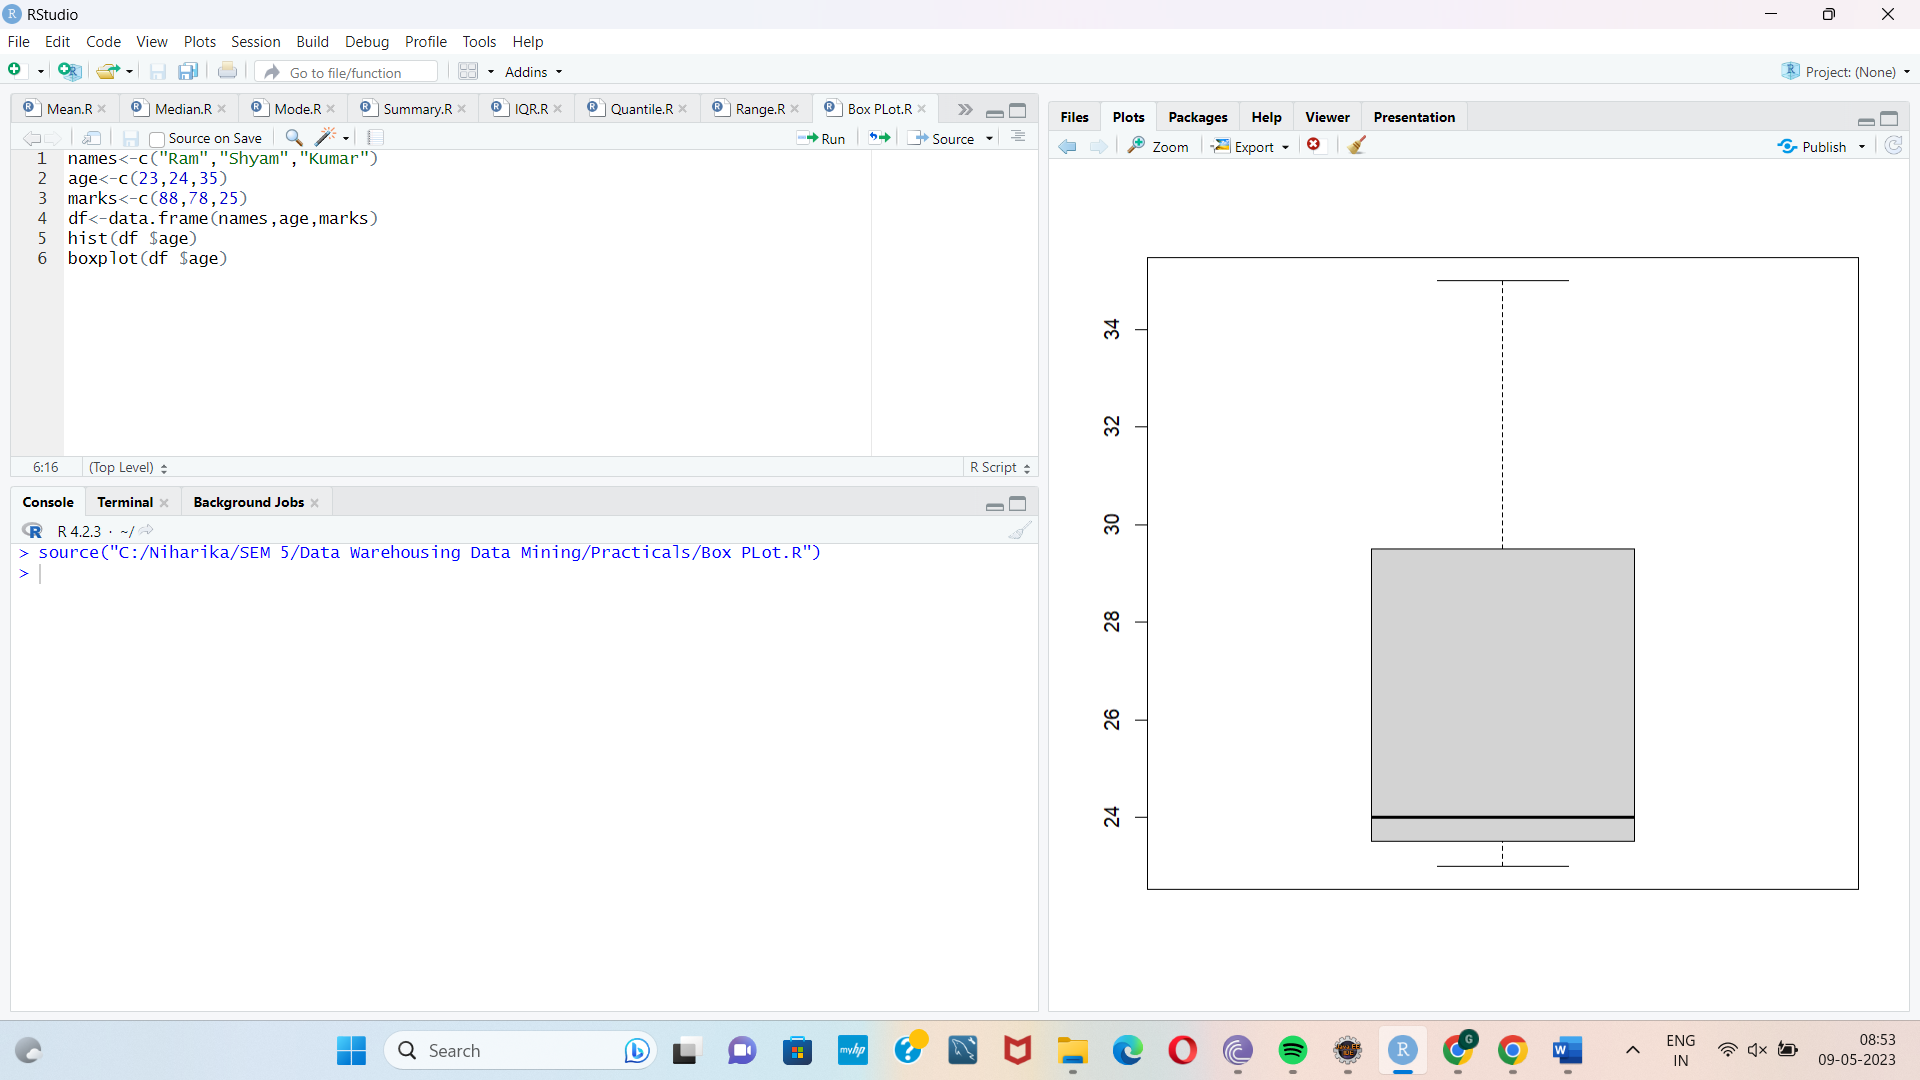 RStudio
File Edit Code View Plots Session Build Debug Profile Tools Help
Go to file/function Addins Project: (None)
Mean.R Median.R Mode.R Summary.R IQR.R Quantile.R Range.R Box PLot.R
Source on Save Run Source
1 names<-c("Ram","Shyam","Kumar")
2 age<-c(23,24,35)
3 marks<-c(88,78,25)
4 df<-data.frame(names,age,marks)
5 hist(df $age)
6 boxplot(df $age)
6:16 (Top Level) R Script
Console Terminal Background Jobs
R 4.2.3 · ~/
> source("C:/Niharika/SEM 5/Data Warehousing Data Mining/Practicals/Box PLot.R")
>
Files Plots Packages Help Viewer Presentation
Zoom Export Publish
34
32
30
28
26
24
Search
myhp
ENG
IN
08:53
09-05-2023